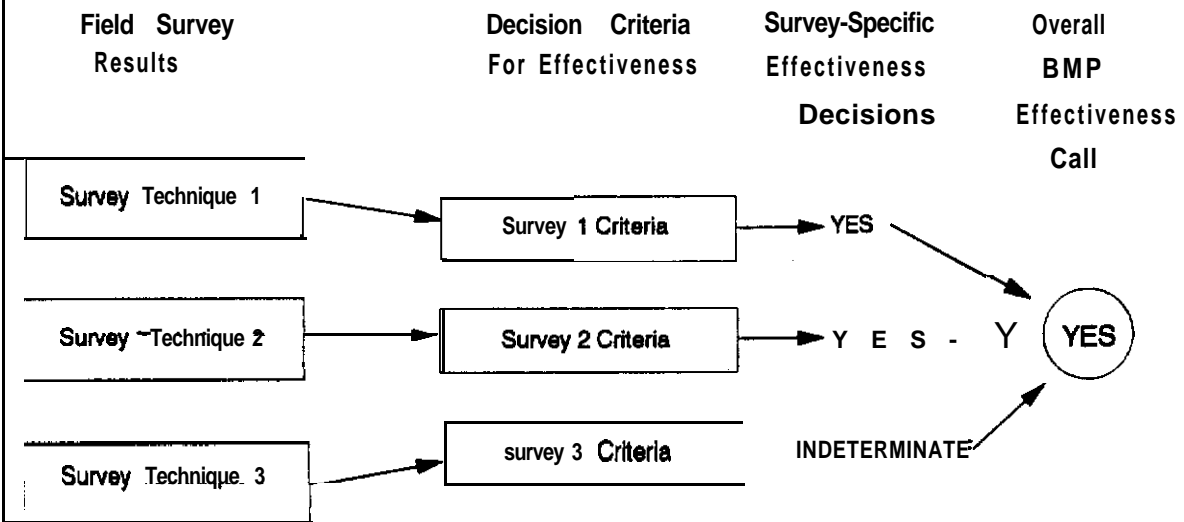 Field Survey
Results
Decision Criteria
For Effectiveness
Survey-Specific
Effectiveness
Decisions
Overall
BMP
Effectiveness
Call
Survey Technique 1
Survey 1 Criteria
YES
Survey Technique 2
Survey 2 Criteria
Y E S - Y
YES
Survey Technique 3
survey 3 Criteria
INDETERMINATE